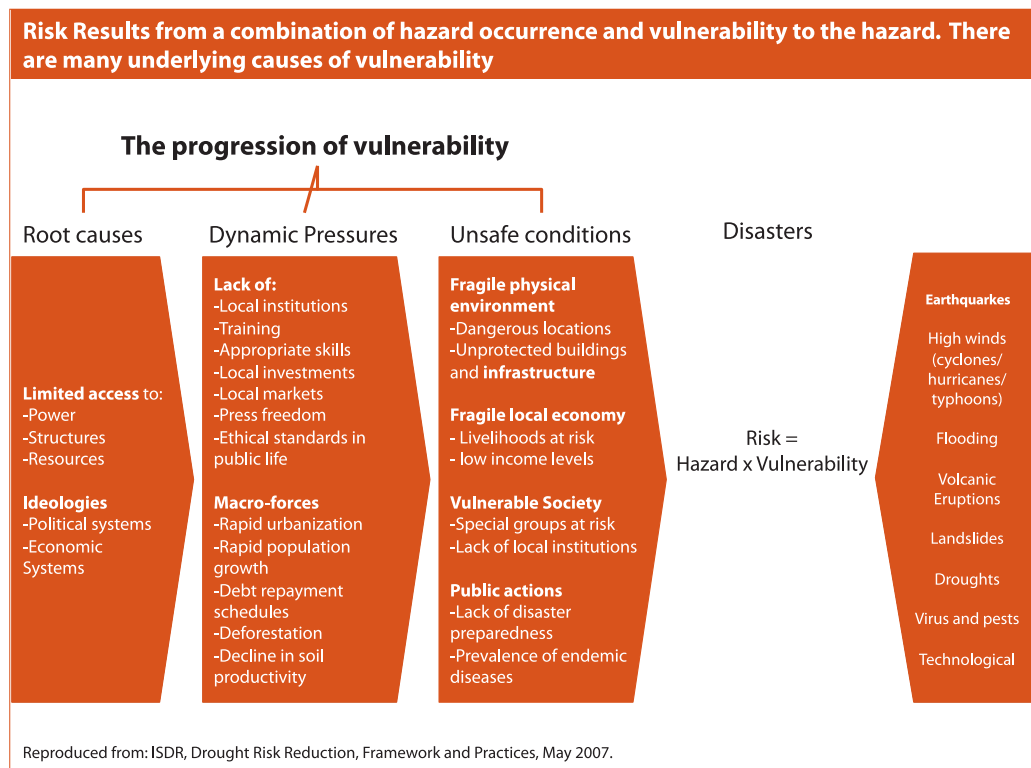 Risk Results from a combination of hazard occurrence and vulnerability to the hazard. There
are many underlying causes of vulnerability
The progression of vulnerability
Root causes
Limited access to:
-Power
-Structures
-Resources
Ideologies
-Political systems
-Economic
Systems
Dynamic Pressures
Lack of:
-Local institutions
-Training
-Appropriate skills
-Local investments
-Local markets
-Press freedom
-Ethical standards in
public life
Macro-forces
-Rapid urbanization
-Rapid population
growth
-Debt repayment
schedules
-Deforestation
-Decline in soil
productivity
Unsafe conditions
Fragile physical
environment
-Dangerous locations
-Unprotected buildings
and infrastructure
Fragile local economy
- Livelihoods at risk
- low income levels
Vulnerable Society
-Special groups at risk
-Lack of local institutions
Public actions
-Lack of disaster
preparedness
-Prevalence of endemic
diseases
Disasters
Risk =
Hazard x Vulnerability
Earthquarkes
High winds
(cyclones/
hurricanes/
typhoons)
Flooding
Volcanic
Eruptions
Landslides
Droughts
Virus and pests
Technological
Reproduced from: ISDR, Drought Risk Reduction, Framework and Practices, May 2007.